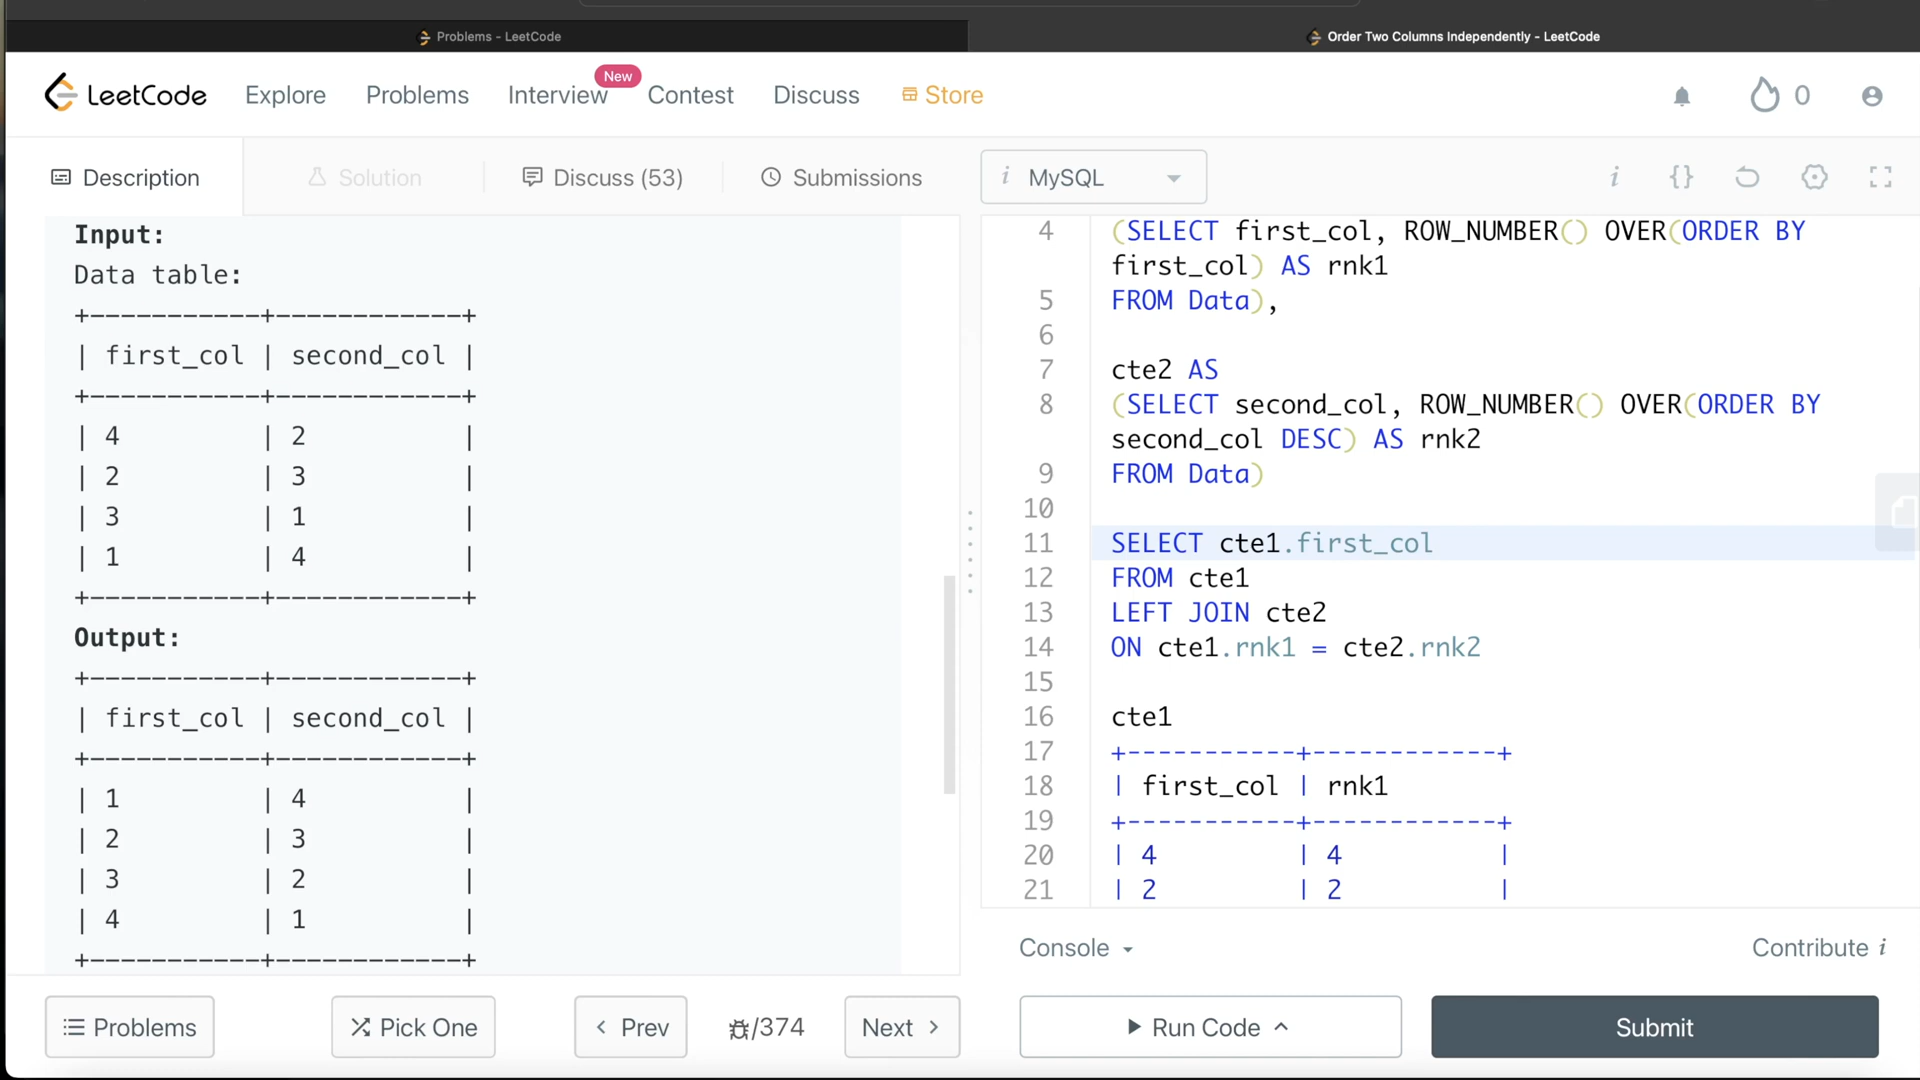 Problems - LeetCode
Order Two Columns Independently - LeetCode
LeetCode
Explore
Problems
Interview
New
Contest
Discuss
Store
0
Description
Solution
Discuss (53)
Submissions
i MySQL
i {}
Input:
Data table:
+-----------+------------+
| first_col | second_col |
+-----------+------------+
| 4 | 2 |
| 2 | 3 |
| 3 | 1 |
| 1 | 4 |
+-----------+------------+
Output:
+-----------+------------+
| first_col | second_col |
+-----------+------------+
| 1 | 4 |
| 2 | 3 |
| 3 | 2 |
| 4 | 1 |
+-----------+------------+
4 (SELECT first_col, ROW_NUMBER() OVER(ORDER BY
first_col) AS rnk1
5 FROM Data),
6
7 cte2 AS
8 (SELECT second_col, ROW_NUMBER() OVER(ORDER BY
second_col DESC) AS rnk2
9 FROM Data)
10
11 SELECT cte1.first_col
12 FROM cte1
13 LEFT JOIN cte2
14 ON cte1.rnk1 = cte2.rnk2
15
16 cte1
17 +-----------+------------+
18 | first_col | rnk1
19 +-----------+------------+
20 | 4 | 4 |
21 | 2 | 2 |
Console
Contribute i
Problems
Pick One
< Prev
/374
Next >
Run Code
Submit